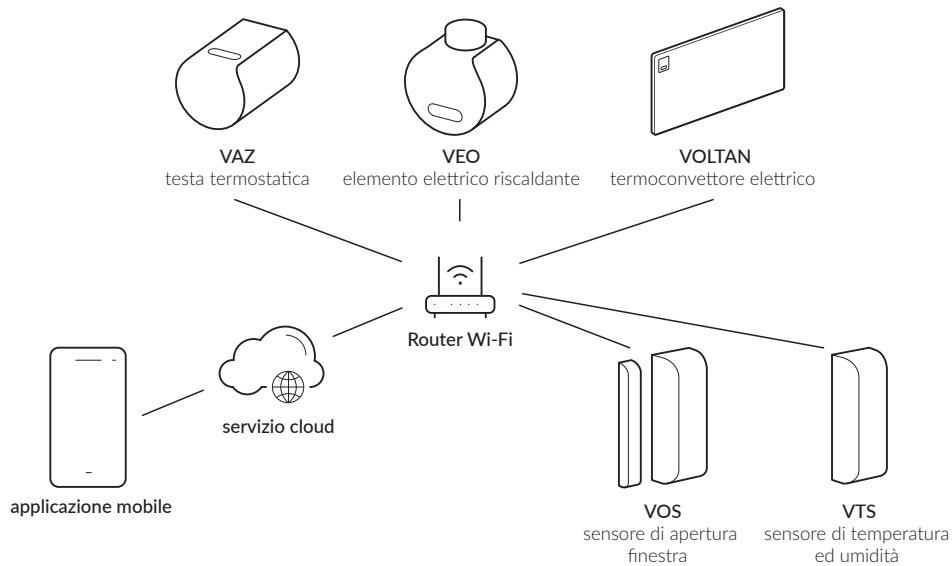 VAZ
testa termostatica
VEO
elemento elettrico riscaldante
VOLTAN
termoconvettore elettrico
Router Wi-Fi
servizio cloud
applicazione mobile
VOS
sensore di apertura
finestra
VTS
sensore di temperatura
ed umidità